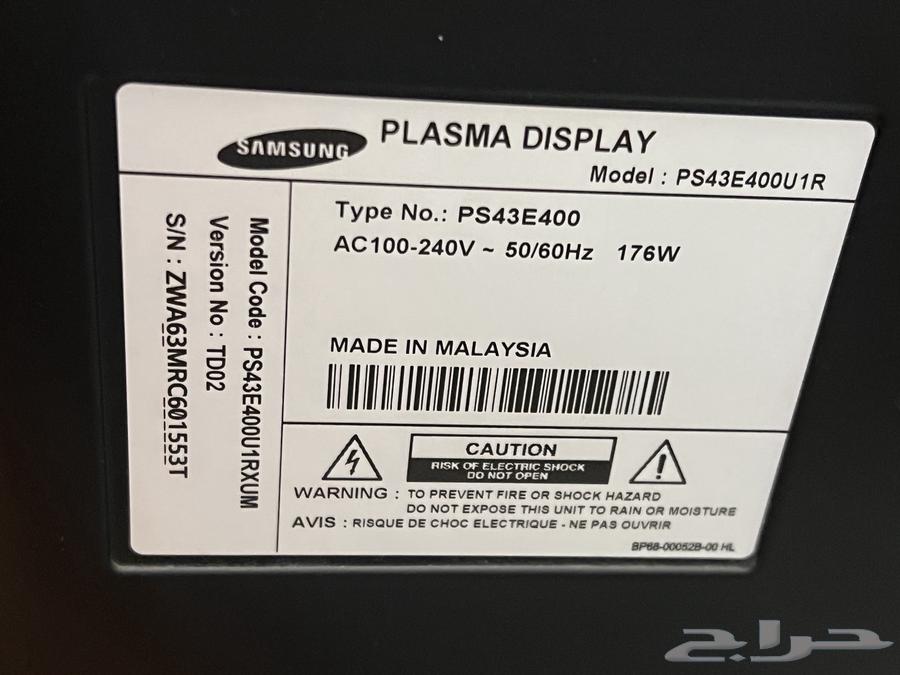 SAMSUNG
PLASMA DISPLAY
Model : PS43E400U1R
Model Code : PS43E400U1RXUM
Version No : TD02
S/N : ZWA63MRC601553T
Type No.: PS43E400
AC100-240V ~ 50/60Hz 176W
MADE IN MALAYSIA
CAUTION
RISK OF ELECTRIC SHOCK
DO NOT OPEN
WARNING : TO PREVENT FIRE OR SHOCK HAZARD
DO NOT EXPOSE THIS UNIT TO RAIN OR MOISTURE
AVIS : RISQUE DE CHOC ELECTRIQUE - NE PAS OUVRIR
BP68-00052B-00 HL
حراج